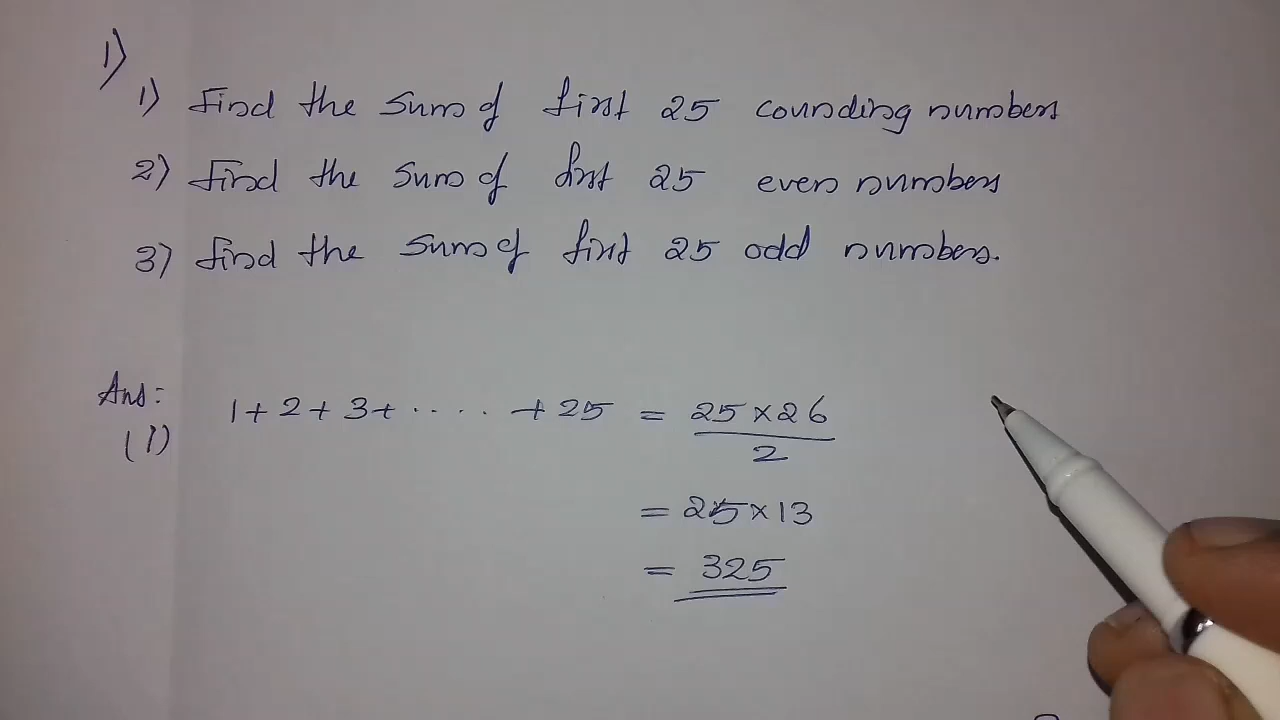 1)
1) Find the sum of first 25 counding numbers
2) Find the sum of first 25 even numbers
3) Find the sum of first 25 odd numbers.
Ans:
(1) 1+2+3+.....+25 = 25×26
2
= 25×13
= 325